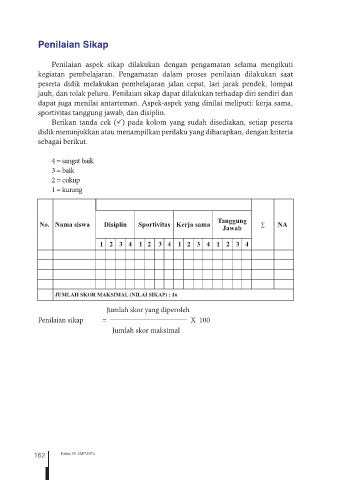 Penilaian Sikap
Penilaian aspek sikap dilakukan dengan pengamatan selama mengikuti
kegiatan pembelajaran. Pengamatan dalam proses penilaian dilakukan saat
peserta didik melakukan pembelajaran jalan cepat, lari jarak pendek, lompat
jauh, dan tolak peluru. Penilaian sikap dapat dilakukan terhadap diri sendiri dan
dapat juga menilai antarteman. Aspek-aspek yang dinilai meliputi: kerja sama,
sportivitas tanggung jawab, dan disiplin.
Berikan tanda cek (✓) pada kolom yang sudah disediakan, setiap peserta
didik menunjukkan atau menampilkan perilaku yang diharapkan, dengan kriteria
sebagai berikut.
4 = sangat baik
3 = baik
2 = cukup
1 = kurang
No. Nama siswa Disiplin Sportivitas Kerja sama Tanggung Jawab ∑ NA
1 2 3 4 1 2 3 4 1 2 3 4 1 2 3 4
JUMLAH SKOR MAKSIMAL (NILAI SIKAP) : 16
Jumlah skor yang diperoleh
Penilaian sikap = X 100
Jumlah skor maksimal
162 Kelas VII SMP/MTs